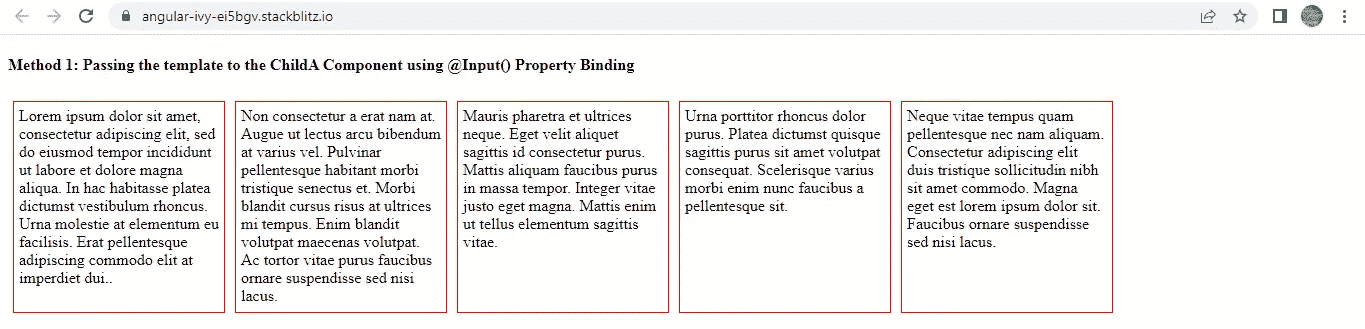 angular-ivy-ei5bgv.stackblitz.io
Method 1: Passing the template to the ChildA Component using @Input() Property Binding
Lorem ipsum dolor sit amet,
consectetur adipiscing elit, sed
do eiusmod tempor incididunt
ut labore et dolore magna
aliqua. In hac habitasse platea
dictumst vestibulum rhoncus.
Urna molestie at elementum eu
facilisis. Erat pellentesque
adipiscing commodo elit at
imperdiet dui..
Non consectetur a erat nam at.
Augue ut lectus arcu bibendum
at varius vel. Pulvinar
pellentesque habitant morbi
tristique senectus et. Morbi
blandit cursus risus at ultrices
mi tempus. Enim blandit
volutpat maecenas volutpat.
Ac tortor vitae purus faucibus
ornare suspendisse sed nisi
lacus.
Mauris pharetra et ultrices
neque. Eget velit aliquet
sagittis id consectetur purus.
Mattis aliquam faucibus purus
in massa tempor. Integer vitae
justo eget magna. Mattis enim
ut tellus elementum sagittis
vitae.
Urna porttitor rhoncus dolor
purus. Platea dictumst quisque
sagittis purus sit amet volutpat
consequat. Scelerisque varius
morbi enim nunc faucibus a
pellentesque sit.
Neque vitae tempus quam
pellentesque nec nam aliquam.
Consectetur adipiscing elit
duis tristique sollicitudin nibh
sit amet commodo. Magna
eget est lorem ipsum dolor sit.
Faucibus ornare suspendisse
sed nisi lacus.